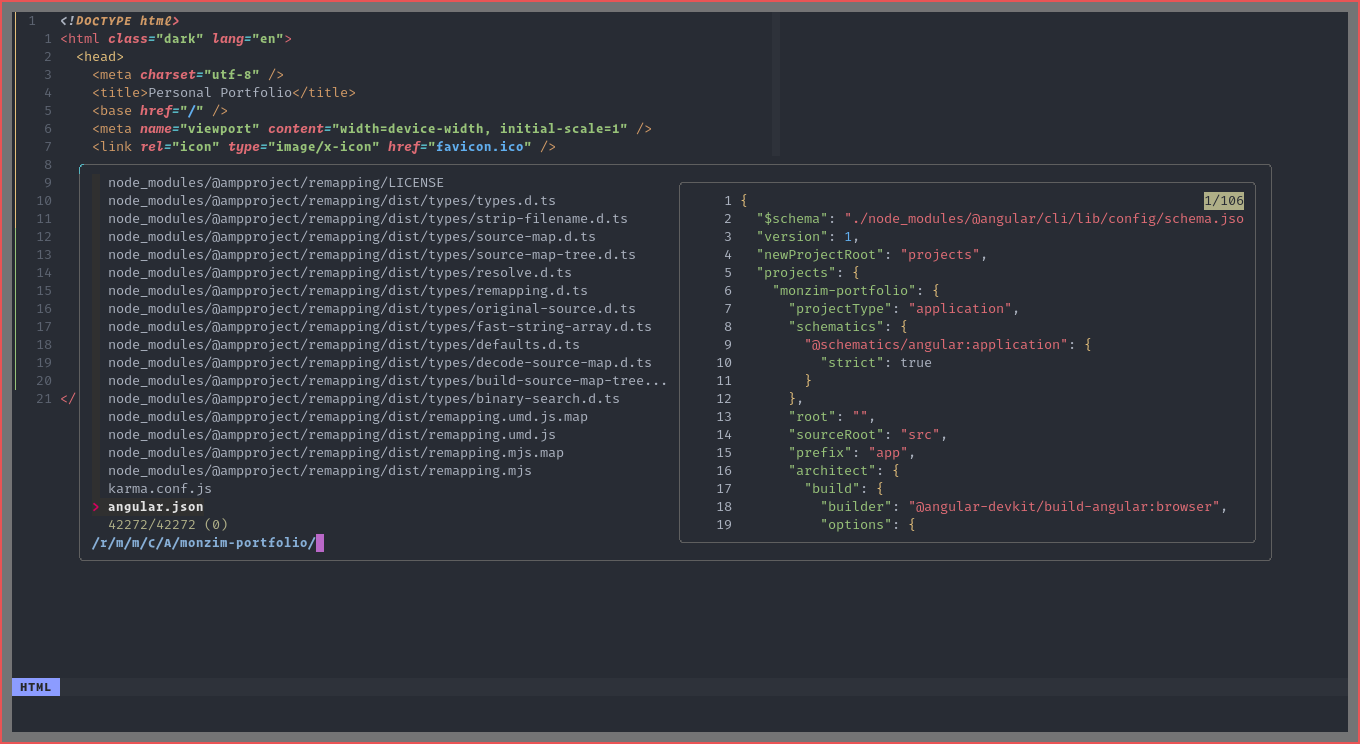 1 <!DOCTYPE html>
1 <html class="dark" lang="en">
2 <head>
3 <meta charset="utf-8" />
4 <title>Personal Portfolio</title>
5 <base href="/" />
6 <meta name="viewport" content="width=device-width, initial-scale=1" />
7 <link rel="icon" type="image/x-icon" href="favicon.ico" />
8
9
10
11
12
13
14
15
16
17
18
19
20
21 </
node_modules/@ampproject/remapping/LICENSE
node_modules/@ampproject/remapping/dist/types/types.d.ts
node_modules/@ampproject/remapping/dist/types/strip-filename.d.ts
node_modules/@ampproject/remapping/dist/types/source-map.d.ts
node_modules/@ampproject/remapping/dist/types/source-map-tree.d.ts
node_modules/@ampproject/remapping/dist/types/resolve.d.ts
node_modules/@ampproject/remapping/dist/types/remapping.d.ts
node_modules/@ampproject/remapping/dist/types/original-source.d.ts
node_modules/@ampproject/remapping/dist/types/fast-string-array.d.ts
node_modules/@ampproject/remapping/dist/types/defaults.d.ts
node_modules/@ampproject/remapping/dist/types/decode-source-map.d.ts
node_modules/@ampproject/remapping/dist/types/build-source-map-tree...
node_modules/@ampproject/remapping/dist/types/binary-search.d.ts
node_modules/@ampproject/remapping/dist/remapping.umd.js.map
node_modules/@ampproject/remapping/dist/remapping.umd.js
node_modules/@ampproject/remapping/dist/remapping.mjs.map
node_modules/@ampproject/remapping/dist/remapping.mjs
karma.conf.js
> angular.json
42272/42272 (0)
/r/m/m/C/A/monzim-portfolio/
1 { 1/106
2 "$schema": "./node_modules/@angular/cli/lib/config/schema.jso
3 "version": 1,
4 "newProjectRoot": "projects",
5 "projects": {
6 "monzim-portfolio": {
7 "projectType": "application",
8 "schematics": {
9 "@schematics/angular:application": {
10 "strict": true
11 }
12 },
13 "root": "",
14 "sourceRoot": "src",
15 "prefix": "app",
16 "architect": {
17 "build": {
18 "builder": "@angular-devkit/build-angular:browser",
19 "options": {
HTML